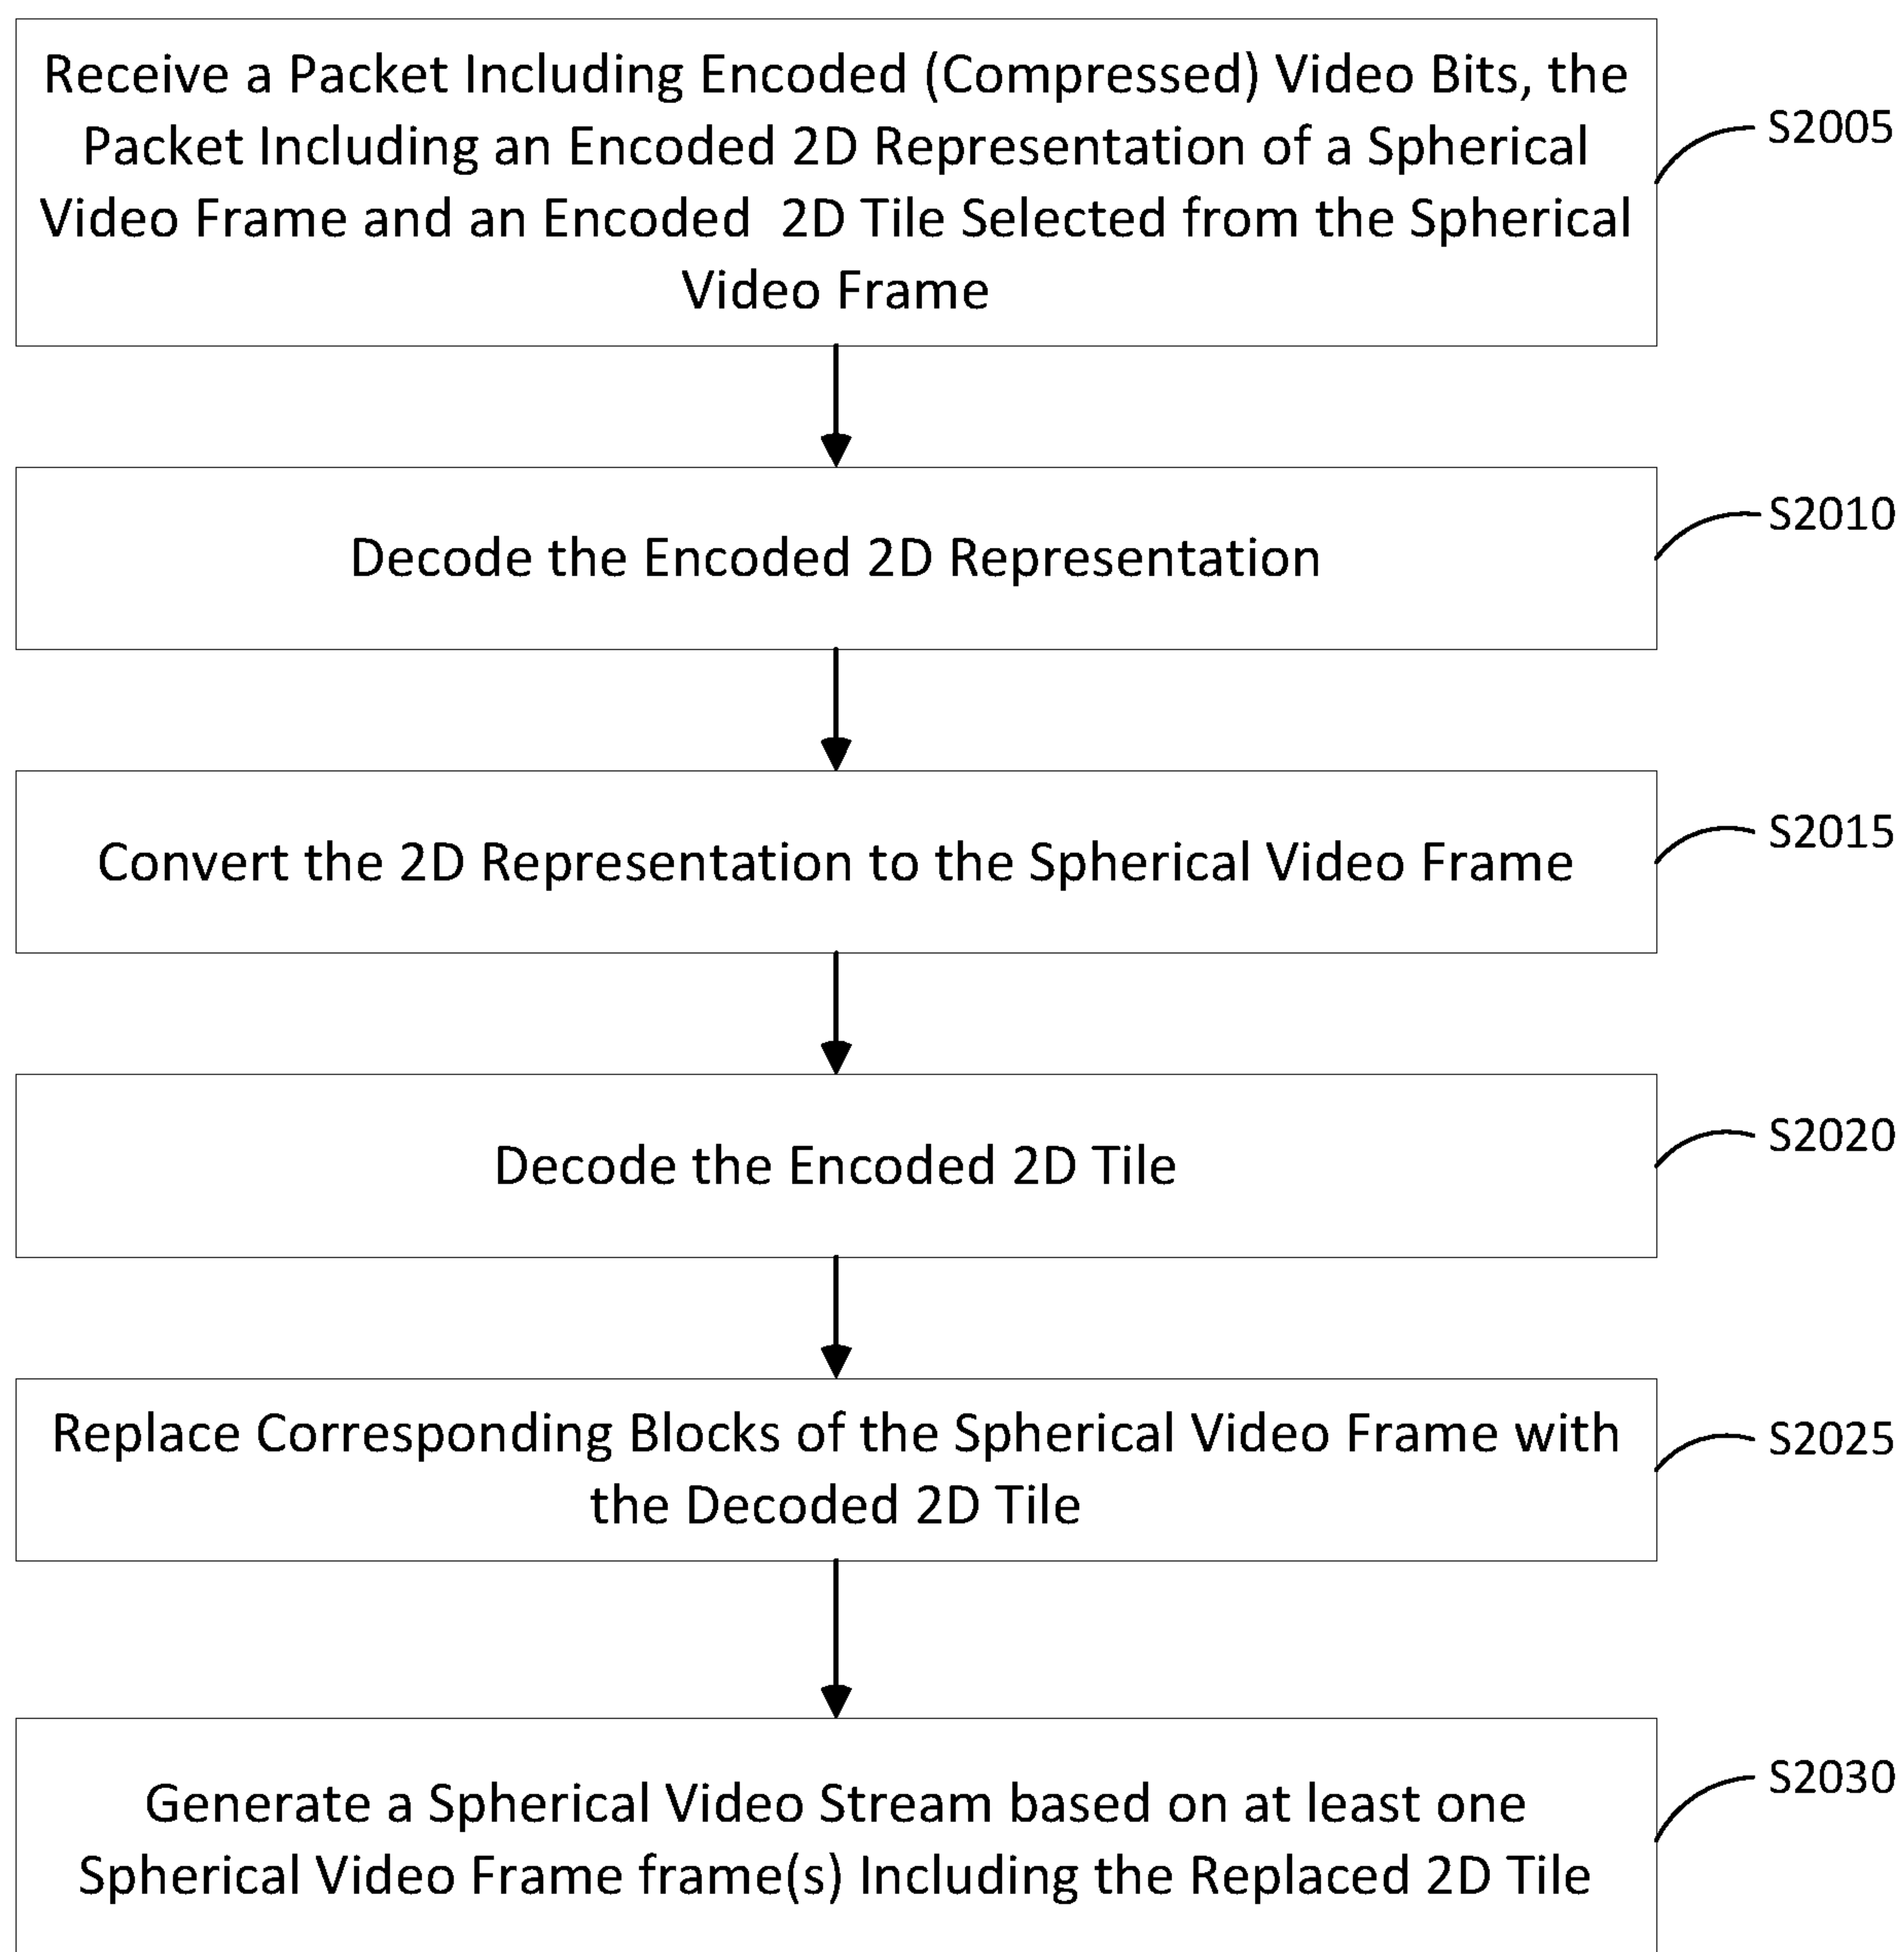 Receive a Packet Including Encoded (Compressed) Video Bits, the
Packet Including an Encoded 2D Representation of a Spherical
Video Frame and an Encoded  2D Tile Selected from the Spherical
Video Frame
S2005
Decode the Encoded 2D Representation
S2010
Convert the 2D Representation to the Spherical Video Frame
S2015
Decode the Encoded 2D Tile
S2020
Replace Corresponding Blocks of the Spherical Video Frame with
the Decoded 2D Tile
S2025
Generate a Spherical Video Stream based on at least one
Spherical Video Frame frame(s) Including the Replaced 2D Tile
S2030